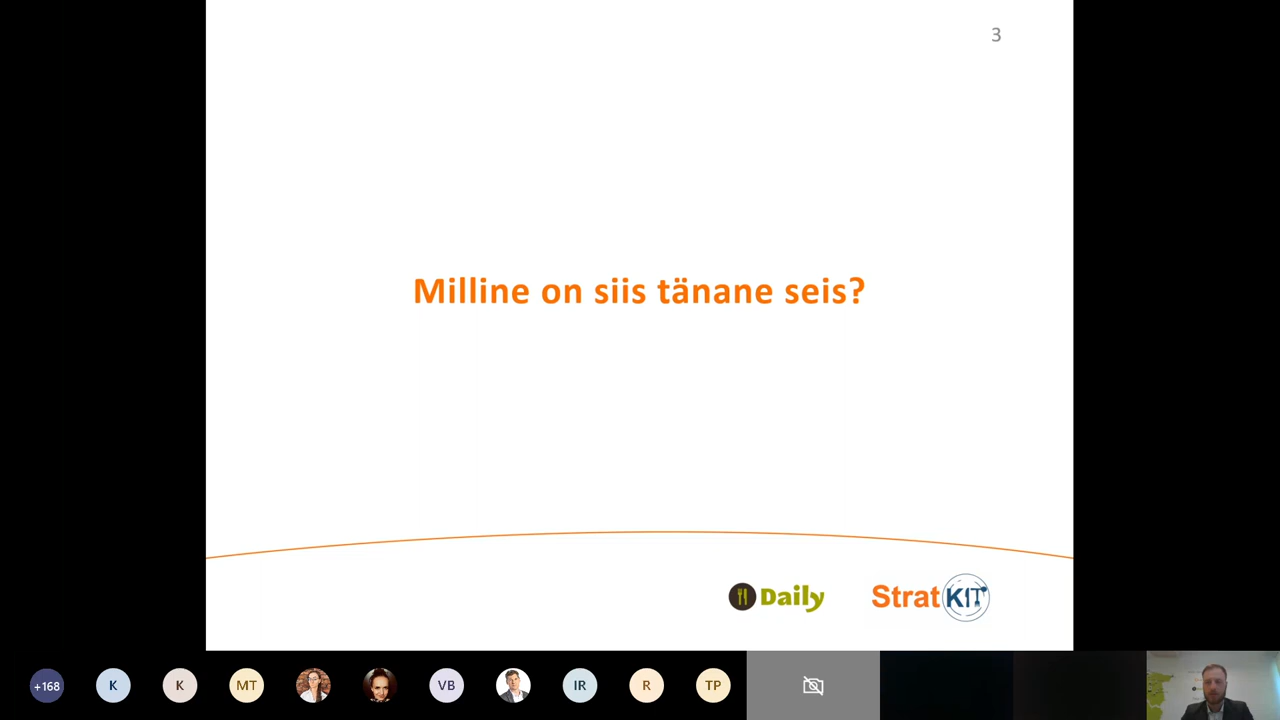 3
Milline on siis tänane seis?
Daily
StratKIT
+168
K
K
MT
VB
IR
R
TP